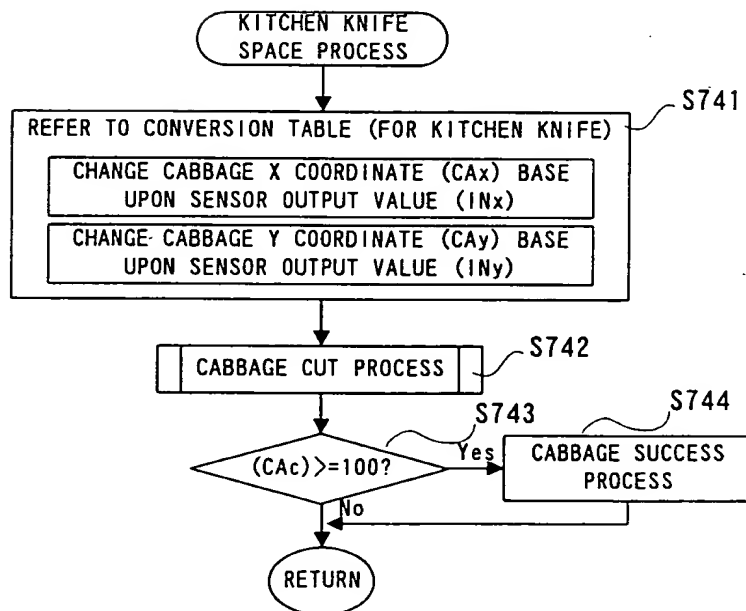 KITCHEN KNIFE
SPACE PROCESS
S741
REFER TO CONVERSION TABLE (FOR KITCHEN KNIFE)
CHANGE CABBAGE X COORDINATE (CAx) BASE
UPON SENSOR OUTPUT VALUE (INx)
CHANGE CABBAGE Y COORDINATE (CAy) BASE
UPON SENSOR OUTPUT VALUE (INy)
CABBAGE CUT PROCESS
S742
S743
(CAc)>=100?
Yes
S744
CABBAGE SUCCESS
PROCESS
No
RETURN